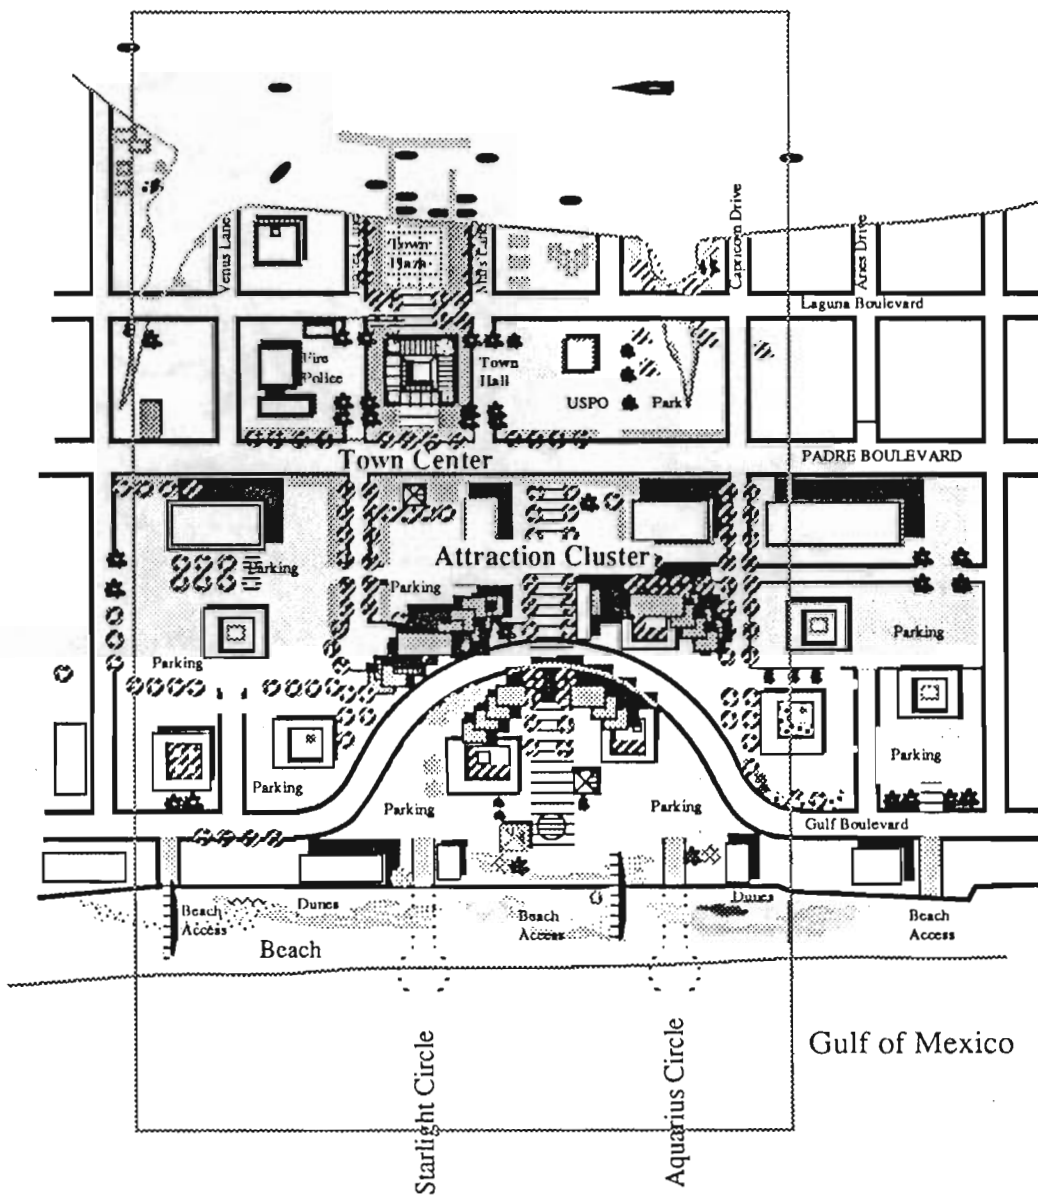 Venus Lane
Town
Plaza
Capricorn Drive
Aries Drive
Laguna Boulevard
Fire
Police
Town
Hall
USPO
Park
Town Center
PADRE BOULEVARD
Attraction Cluster
Parking
Parking
Parking
Parking
Parking
Parking
Parking
Parking
Gulf Boulevard
Beach
Access
Dunes
Beach
Access
Dunes
Beach
Access
Beach
Starlight Circle
Aquarius Circle
Gulf of Mexico